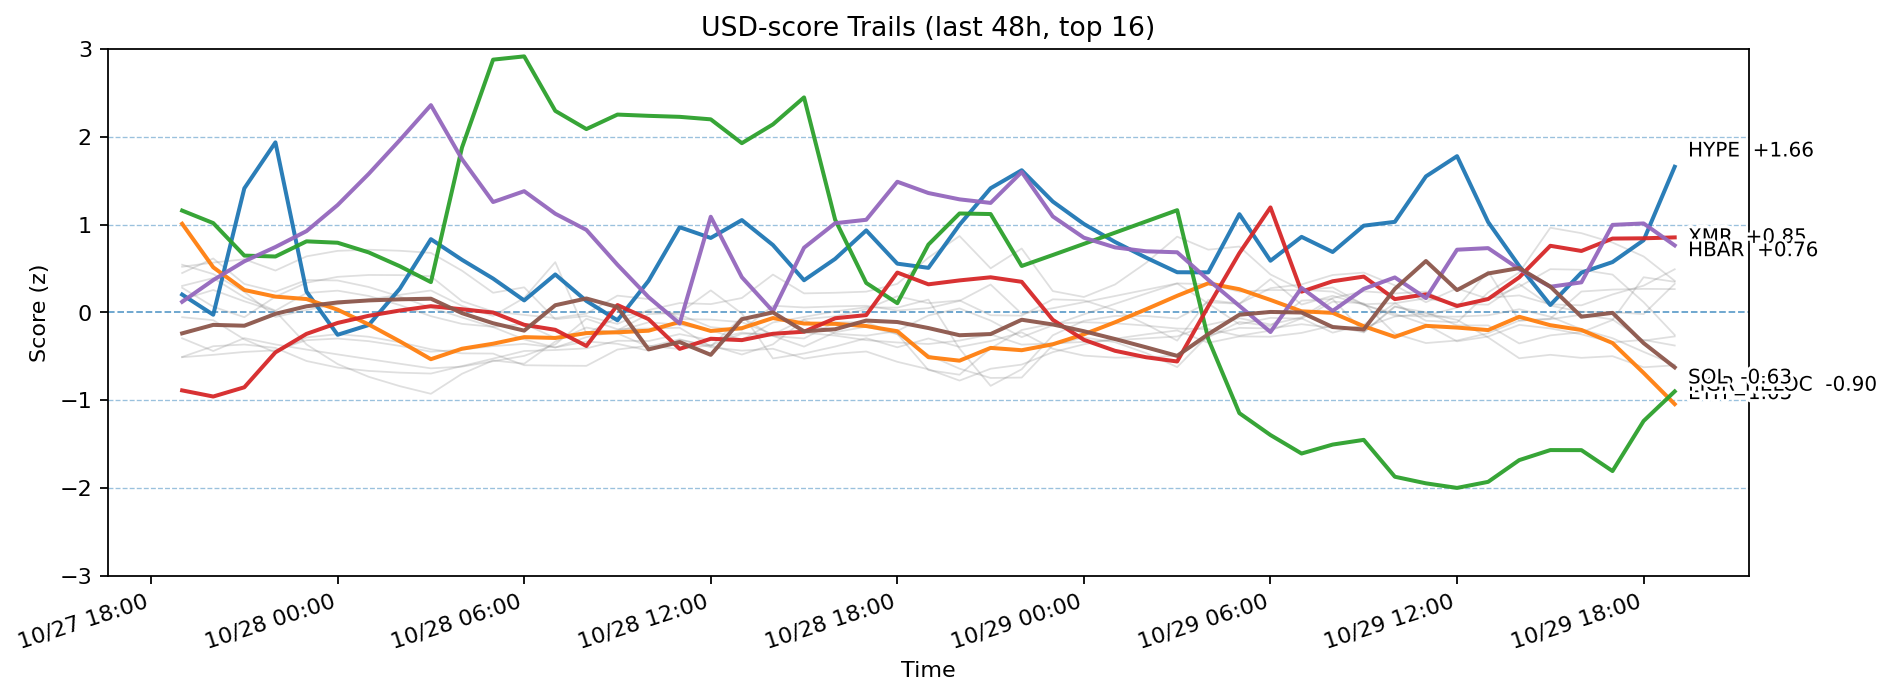 USD-score Trails (last 48h, top 16)
Score (z)
3
2
1
0
−1
−2
−3
HYPE +1.66
XMR +0.85
HBAR +0.76
SOL -0.63
-0.90
10/27 18:00
10/28 00:00
10/28 06:00
10/28 12:00
10/28 18:00
10/29 00:00
10/29 06:00
10/29 12:00
10/29 18:00
Time